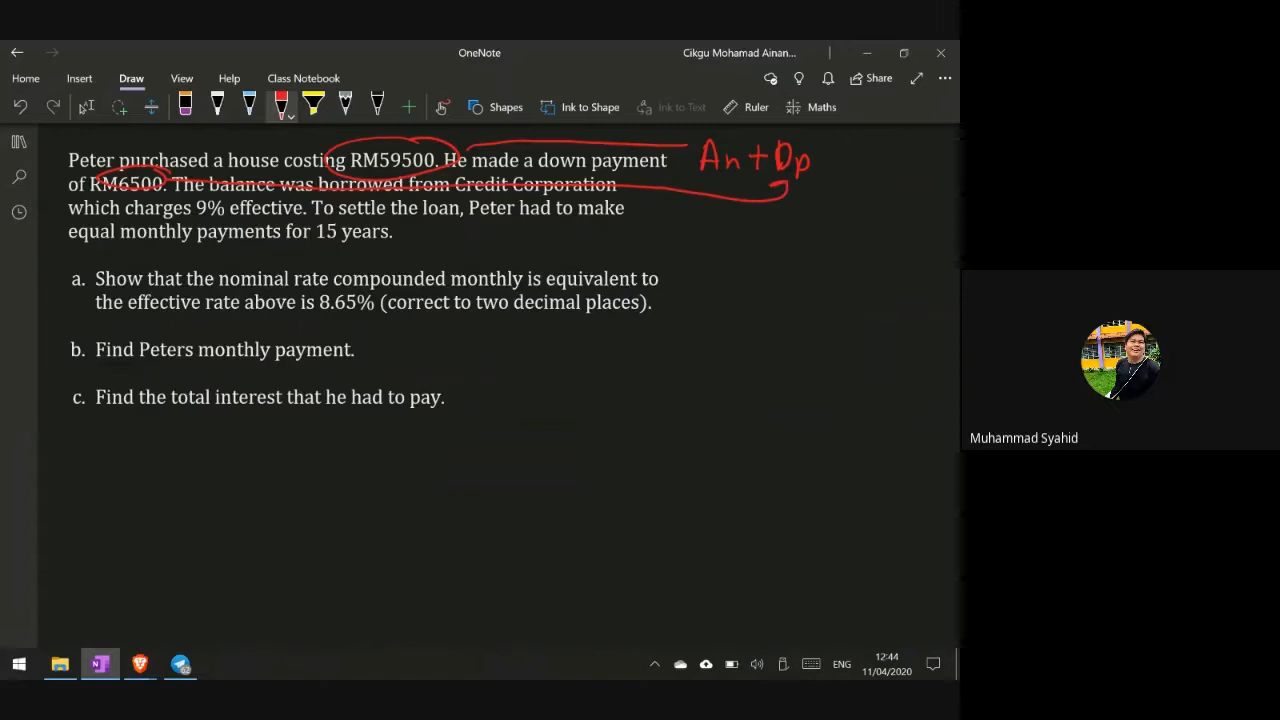 OneNote
Cikgu Mohamad Ainan...
Home Insert Draw View Help Class Notebook
Share
Shapes Ink to Shape Ink to Text Ruler Maths
Peter purchased a house costing RM59500. He made a down payment
of RM6500. The balance was borrowed from Credit Corporation
which charges 9% effective. To settle the loan, Peter had to make
equal monthly payments for 15 years.
An + Dp
a. Show that the nominal rate compounded monthly is equivalent to
the effective rate above is 8.65% (correct to two decimal places).
b. Find Peters monthly payment.
c. Find the total interest that he had to pay.
Muhammad Syahid
ENG
12:44
11/04/2020